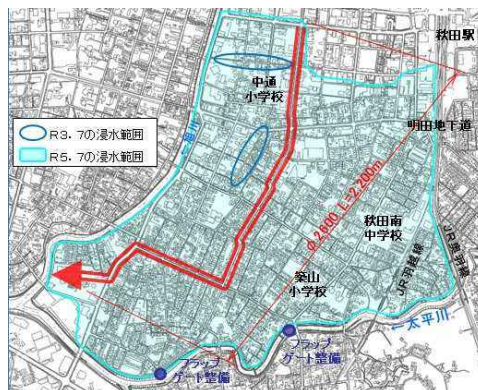 秋田駅
中通
小学校
R3.7の浸水範囲
R5.7の浸水範囲
明田地下道
φ2600 L=2,200m
秋田南
中学校
JR奥羽線
JR羽越線
築山
小学校
←太平川
フラップ
ゲート整備
フラップ
ゲート整備